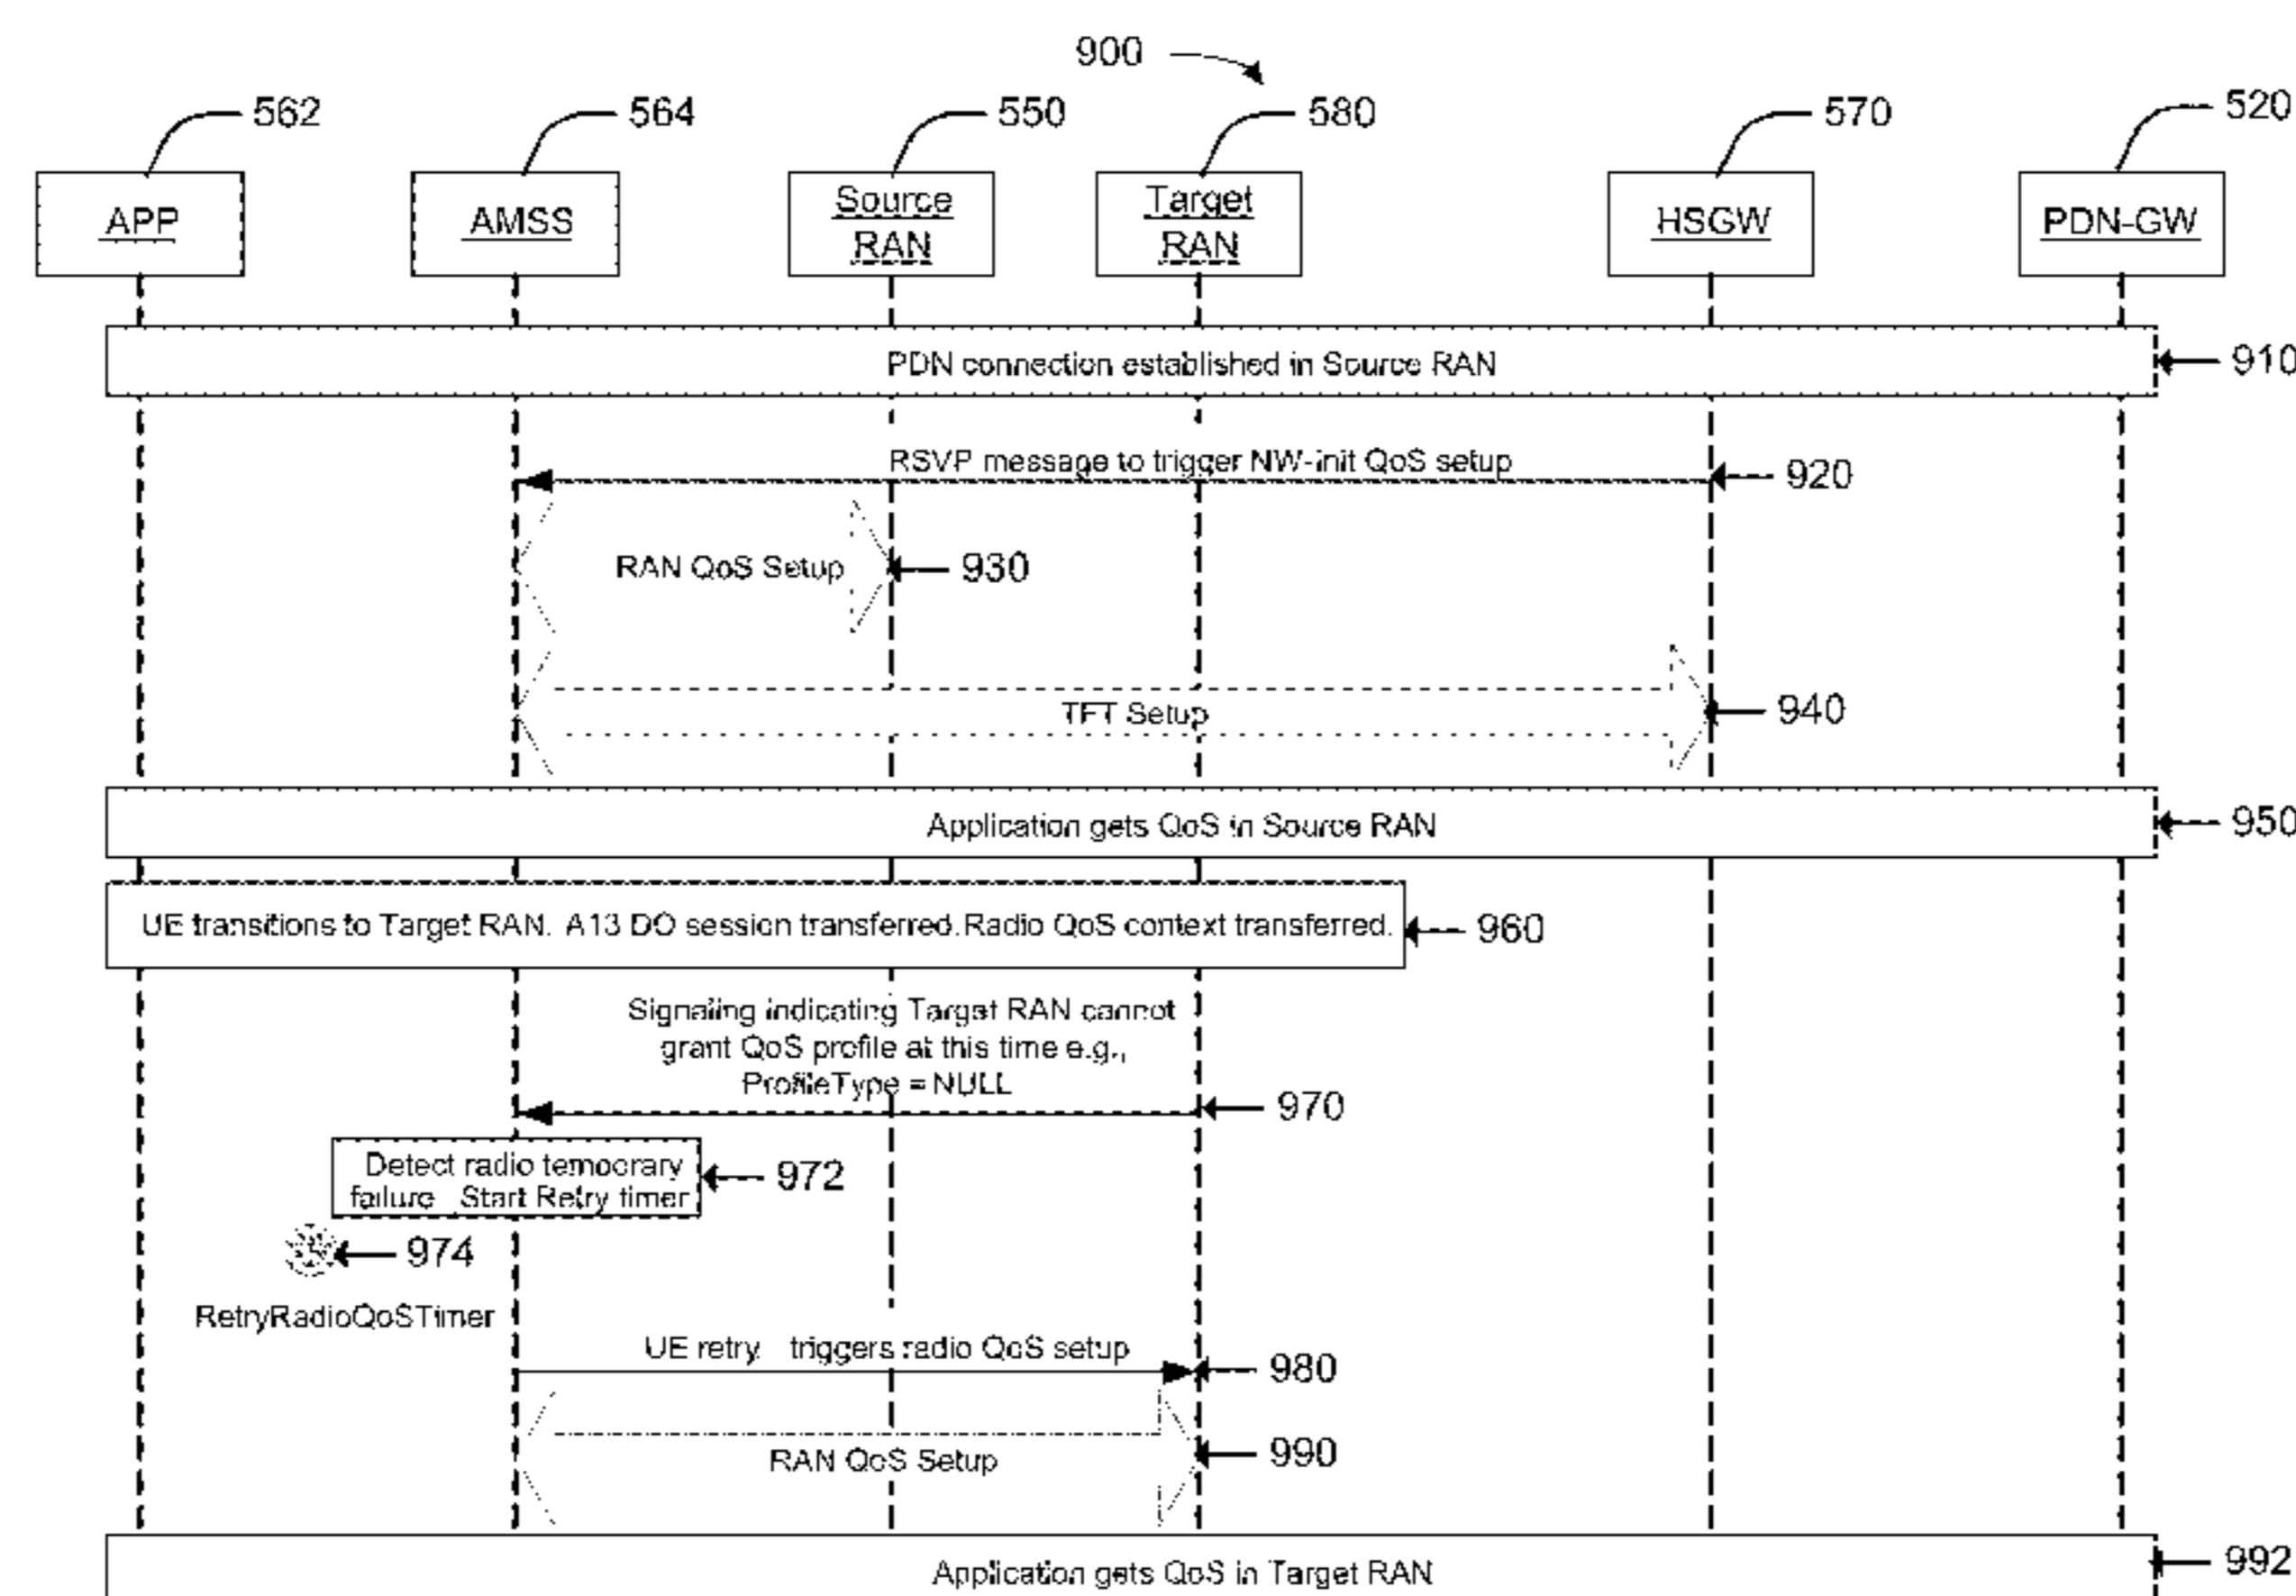 900
562
564
550
580
570
520
APP
AMSS
Source
RAN
Target
RAN
HSGW
PDN-GW
PDN connection established in Source RAN
910
RSVP message to trigger NW-init QoS setup
920
RAN QoS Setup
930
TFT Setup
940
Application gets QoS in Source RAN
950
UE transitions to Target RAN. A13 DO session transferred. Radio QoS context transferred.
960
Signaling indicating Target RAN cannot
grant QoS profile at this time e.g.,
ProfileType = NULL
970
Detect radio temporary
failure Start Retry timer
972
974
RetryRadioQoSTimer
UE retry triggers radio QoS setup
980
RAN QoS Setup
990
Application gets QoS in Target RAN
992